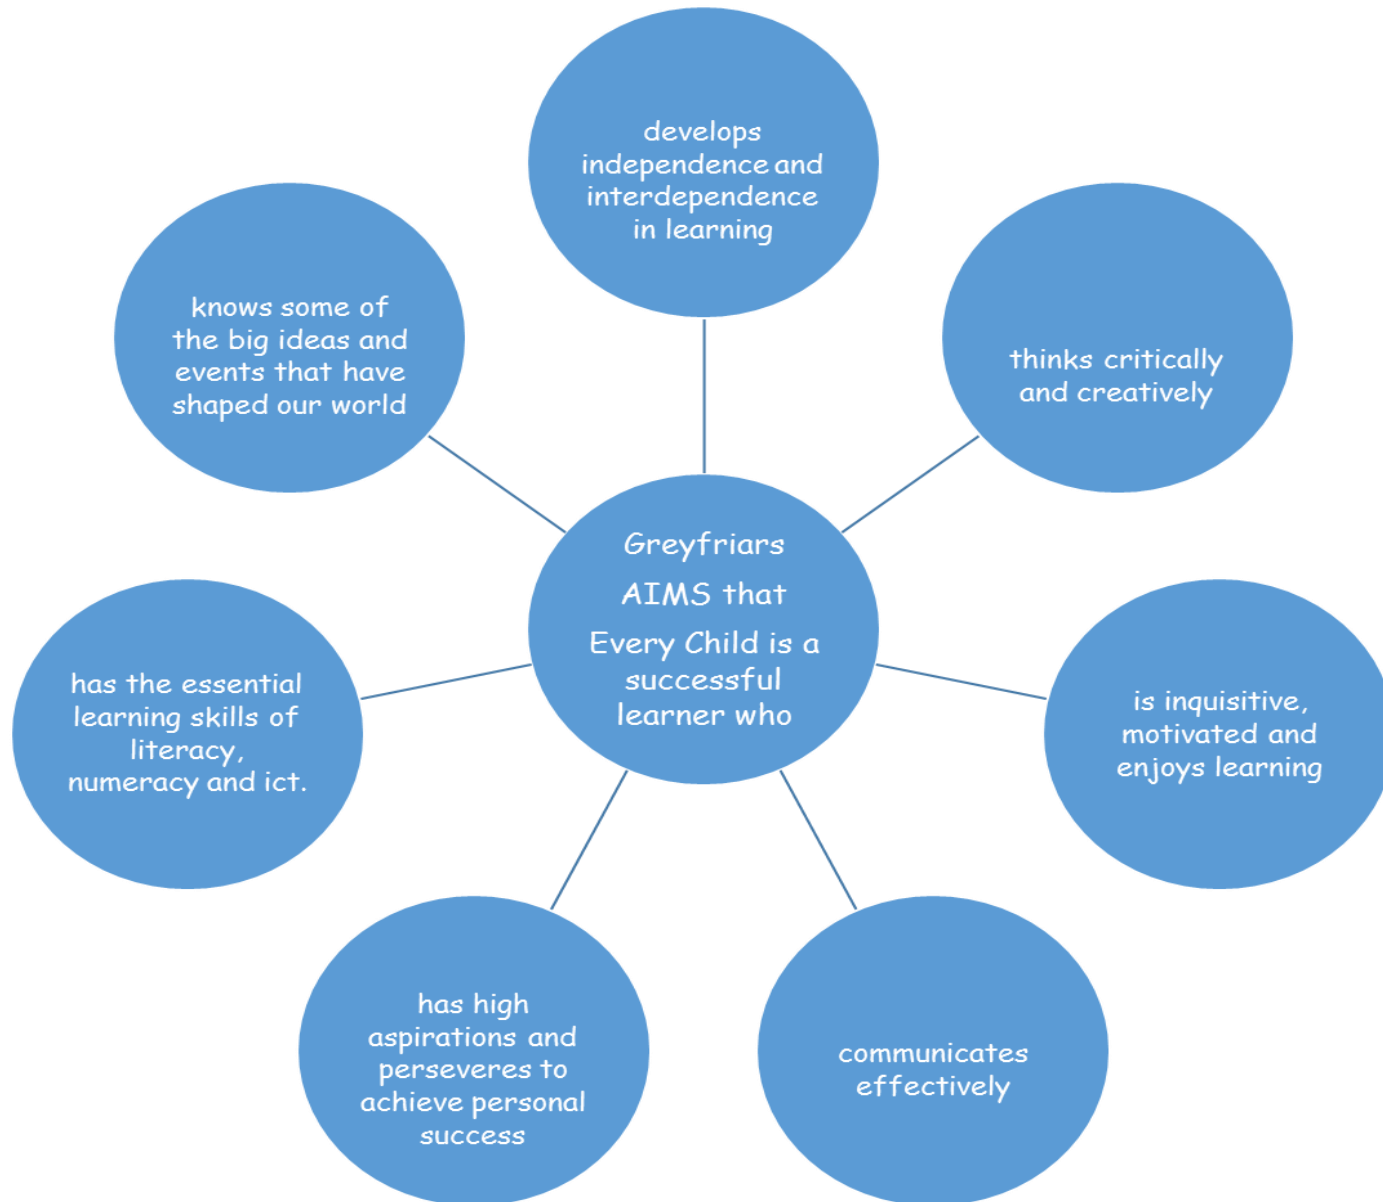 develops
independence and
interdependence
in learning
thinks critically
and creatively
is inquisitive,
motivated and
enjoys learning
communicates
effectively
has high
aspirations and
perseveres to
achieve personal
success
has the essential
learning skills of
literacy,
numeracy and ict.
knows some of
the big ideas and
events that have
shaped our world
Greyfriars
AIMS that
Every Child is a
successful
learner who